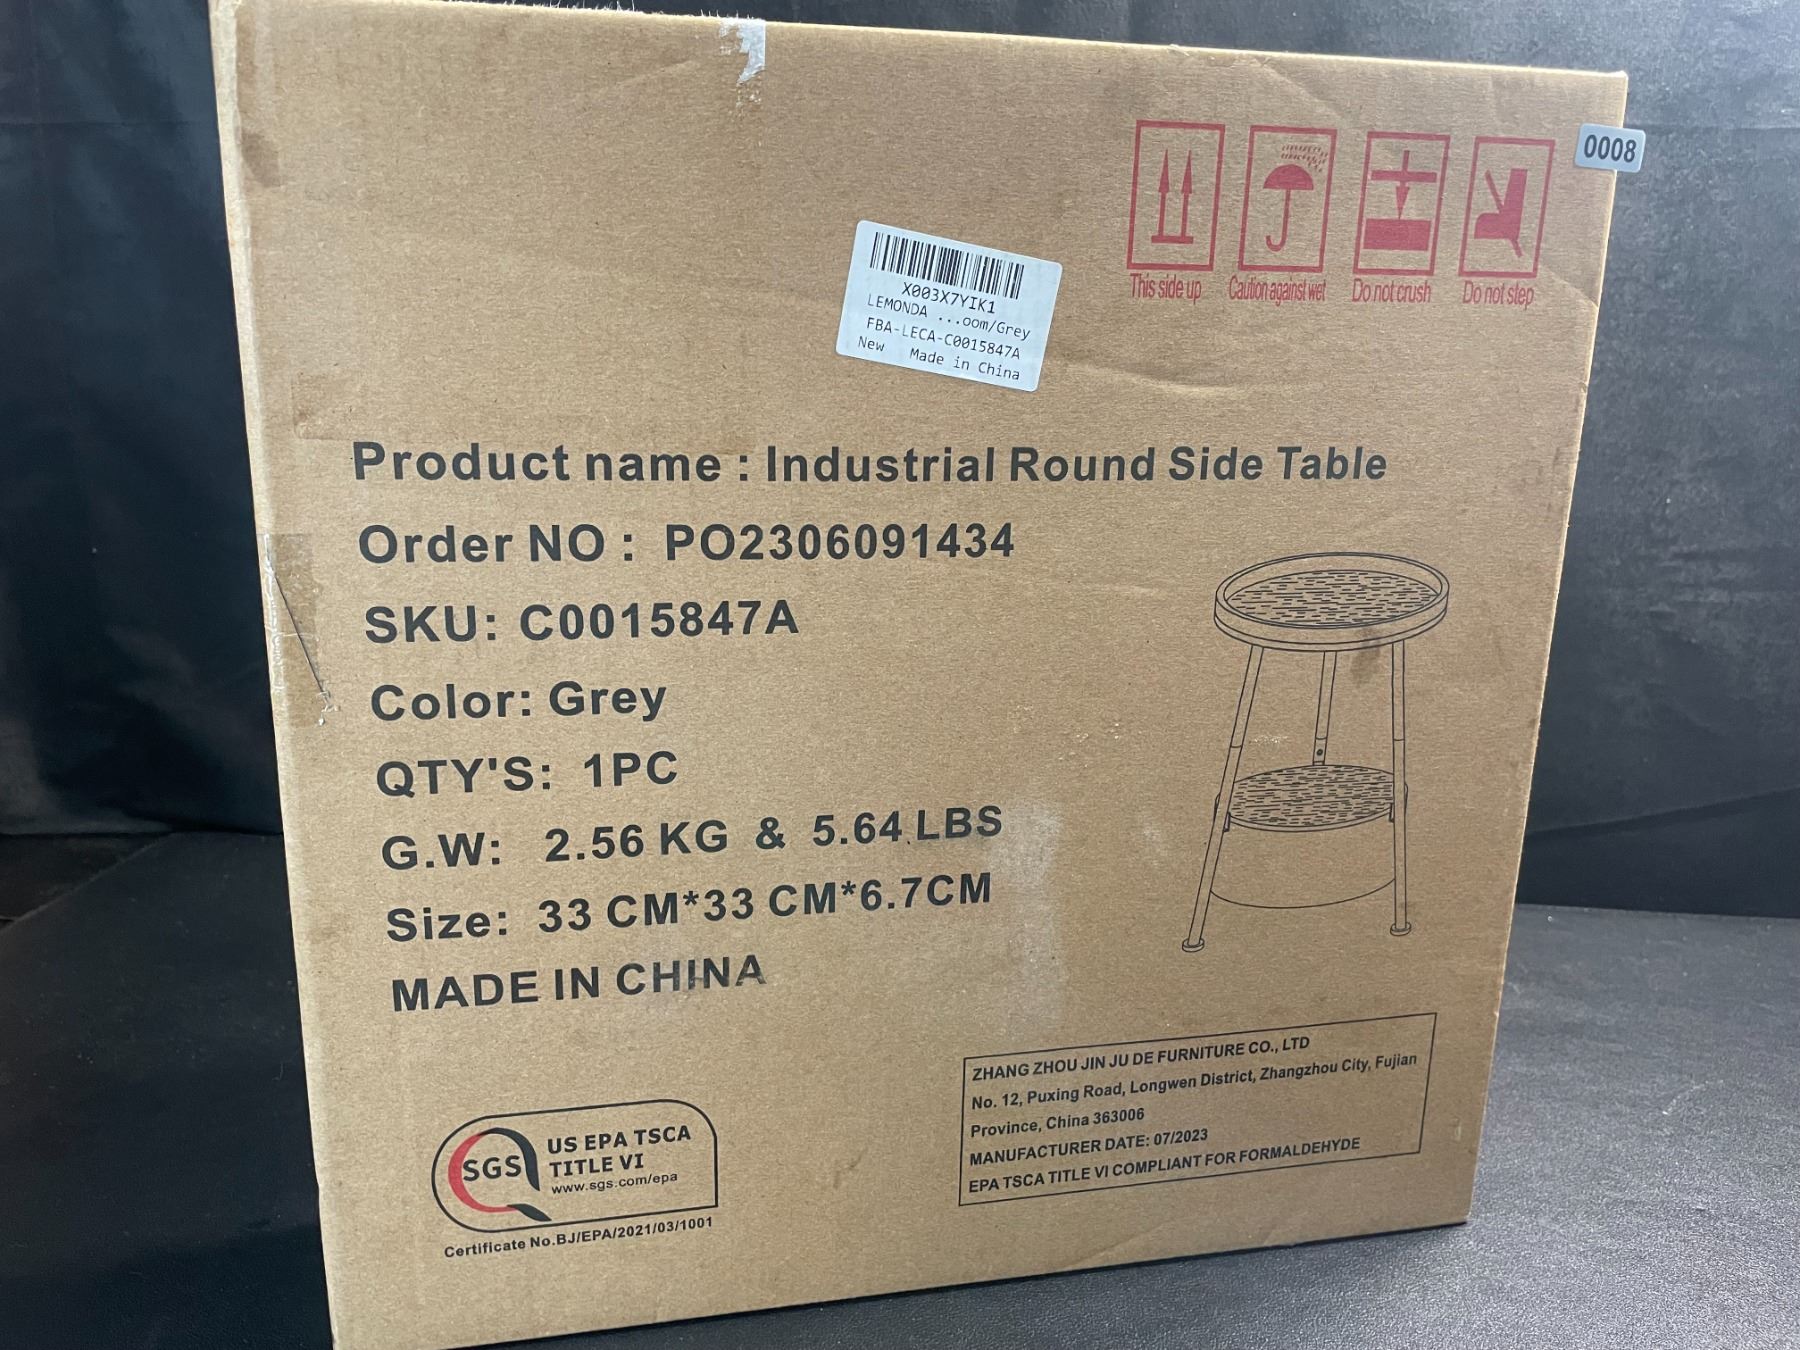 0008
This side up
Caution against wet
Do not crush
Do not step
X003X7YIK1
LEMONDA ...oom/Grey
FBA-LECA-C0015847A
New Made in China
Product name : Industrial Round Side Table
Order NO : PO2306091434
SKU: C0015847A
Color: Grey
QTY'S: 1PC
G.W: 2.56 KG & 5.64 LBS
Size: 33 CM*33 CM*6.7CM
MADE IN CHINA
ZHANG ZHOU JIN JU DE FURNITURE CO., LTD
No. 12, Puxing Road, Longwen District, Zhangzhou City, Fujian
Province, China 363006
MANUFACTURER DATE: 07/2023
EPA TSCA TITLE VI COMPLIANT FOR FORMALDEHYDE
SGS
US EPA TSCA
TITLE VI
www.sgs.com/epa
Certificate No.BJ/EPA/2021/03/1001